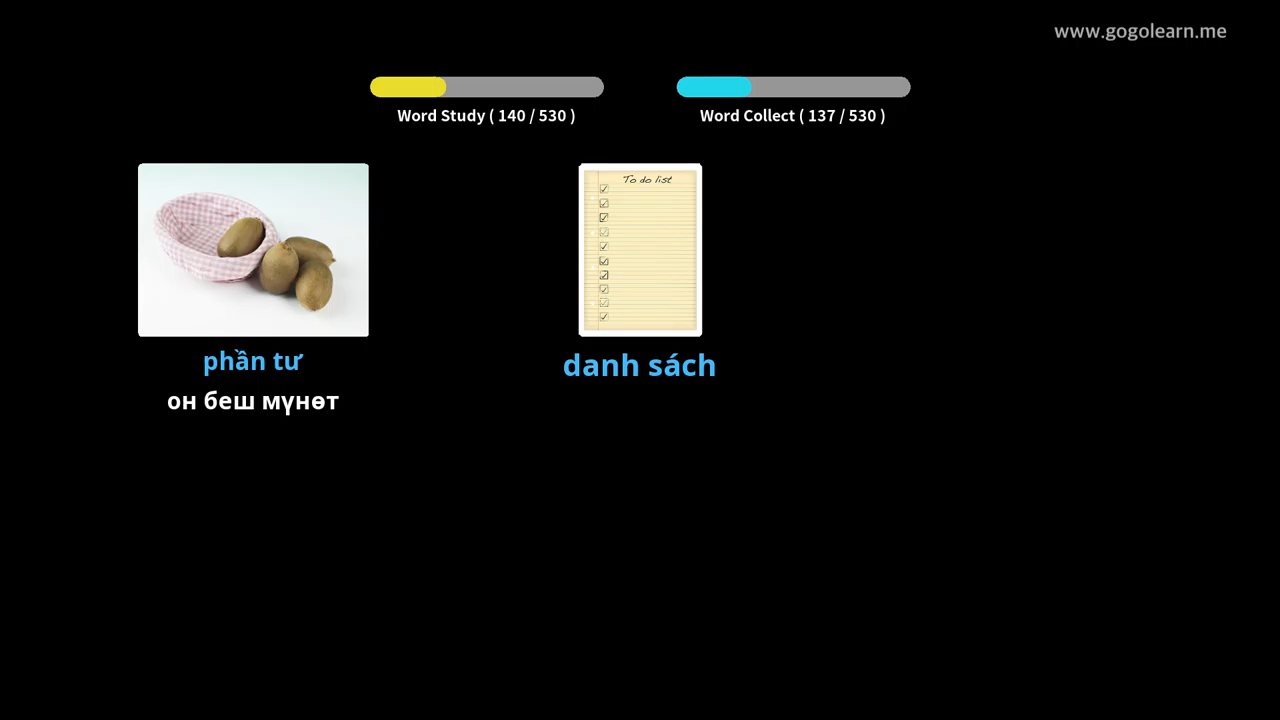 www.gogolearn.me
Word Study ( 140 / 530 )
Word Collect ( 137 / 530 )
To do list
phần tư
он беш мүнөт
danh sách